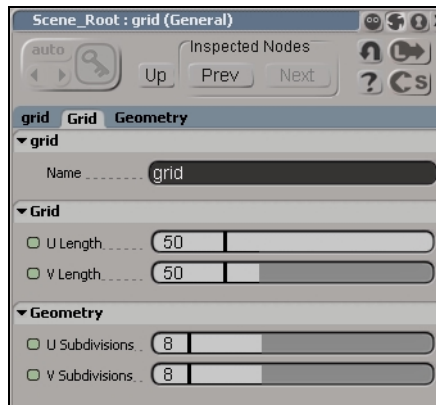 Scene_Root : grid (General)
auto
Inspected Nodes
Up Prev Next
? C s
grid Grid Geometry
grid
Name grid
Grid
U Length 50
V Length 50
Geometry
U Subdivisions 8
V Subdivisions 8